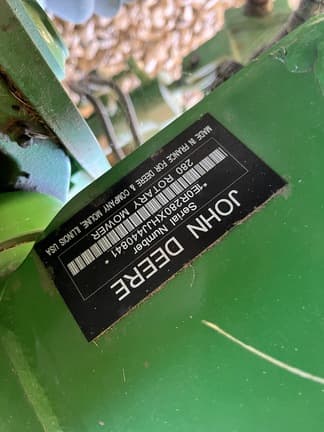 JOHN DEERE
Serial Number
*1E0R280XHJJ440841*
280 ROTARY MOWER
MADE IN FRANCE FOR DEERE & COMPANY MOLINE, ILLINOIS USA